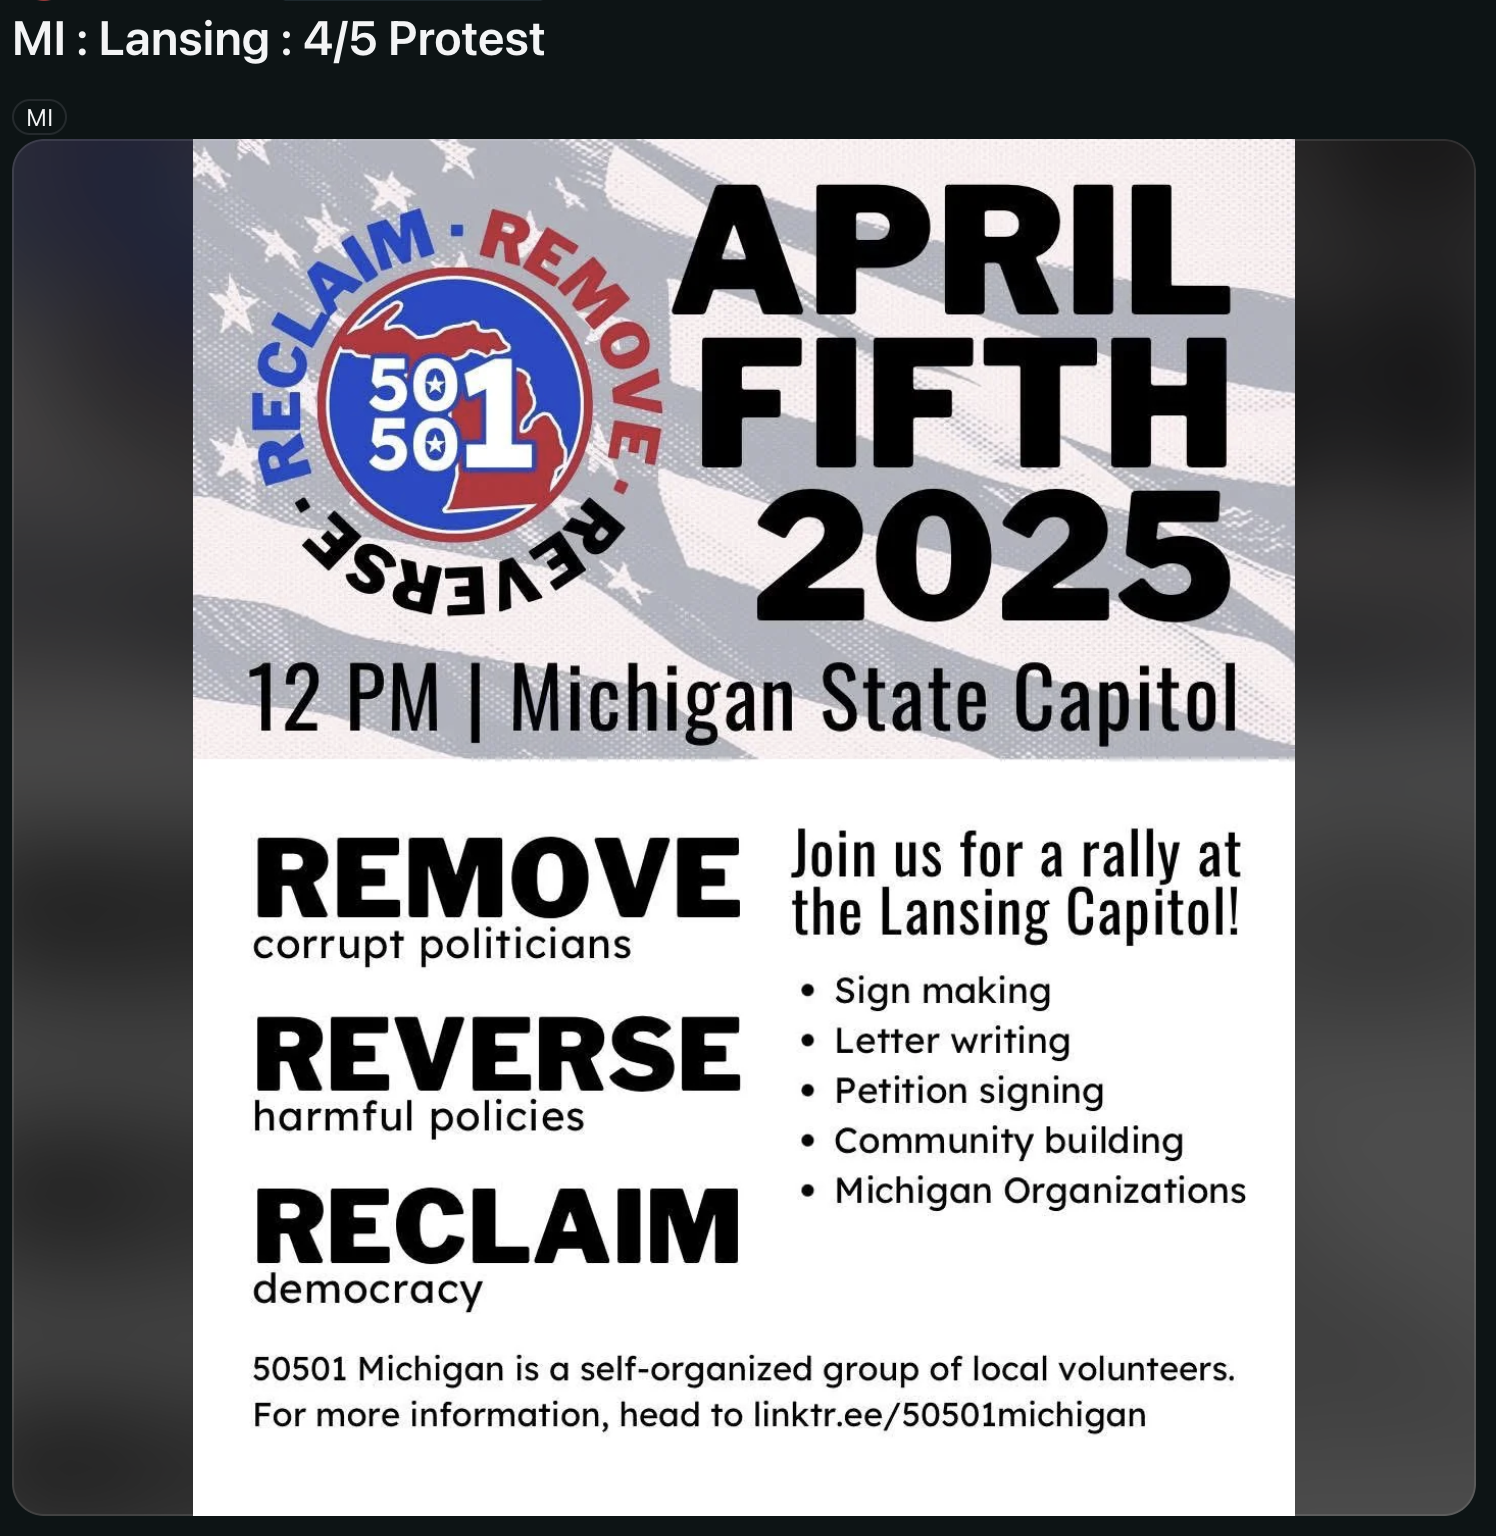 MI : Lansing : 4/5 Protest
MI
RECLAIM · REMOVE · REVERSE ·
50
50
1
APRIL
FIFTH
2025
12 PM | Michigan State Capitol
REMOVE
corrupt politicians
REVERSE
harmful policies
RECLAIM
democracy
Join us for a rally at
the Lansing Capitol!
• Sign making
• Letter writing
• Petition signing
• Community building
• Michigan Organizations
50501 Michigan is a self-organized group of local volunteers.
For more information, head to linktr.ee/50501michigan